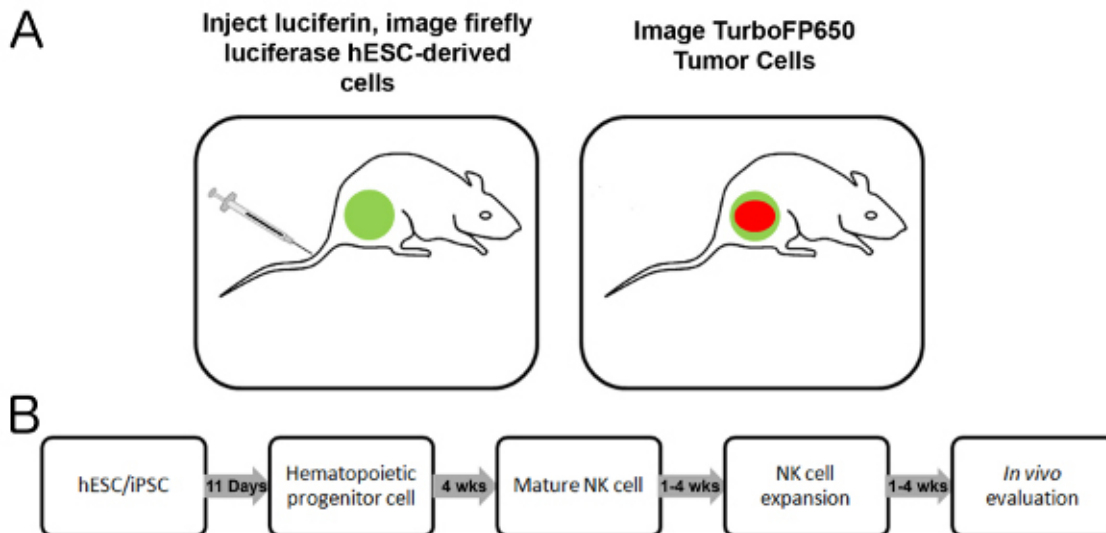 A
Inject luciferin, image firefly
luciferase hESC-derived
cells
Image TurboFP650
Tumor Cells
B
hESC/iPSC
11 Days
Hematopoietic
progenitor cell
4 wks
Mature NK cell
1-4 wks
NK cell
expansion
1-4 wks
In vivo
evaluation